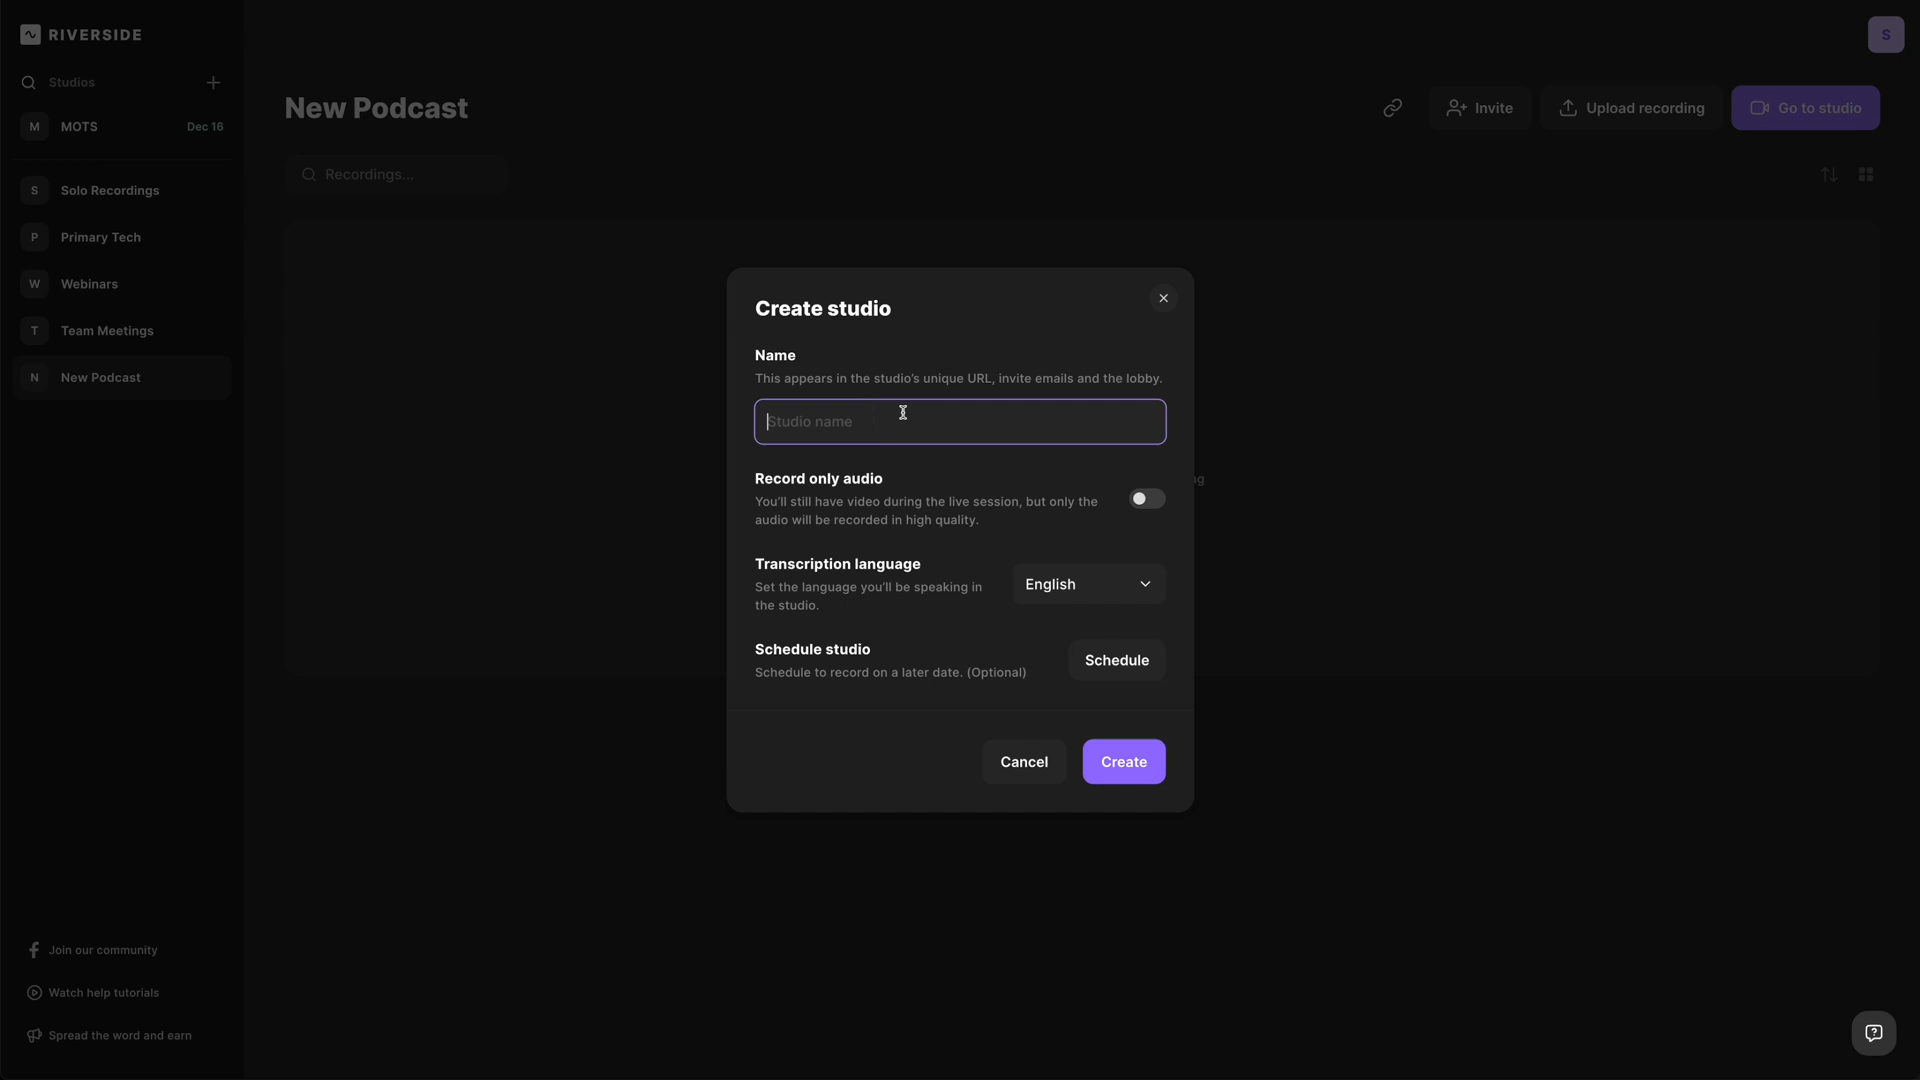 RIVERSIDE
S
Studios
M MOTS Dec 16
S Solo Recordings
P Primary Tech
W Webinars
T Team Meetings
N New Podcast
Join our community
Watch help tutorials
Spread the word and earn
New Podcast
Invite
Upload recording
Go to studio
Recordings...
Create studio
Name
This appears in the studio's unique URL, invite emails and the lobby.
Studio name
Record only audio
You'll still have video during the live session, but only the
audio will be recorded in high quality.
Transcription language
Set the language you'll be speaking in
the studio.
English
Schedule studio
Schedule to record on a later date. (Optional)
Schedule
Cancel
Create